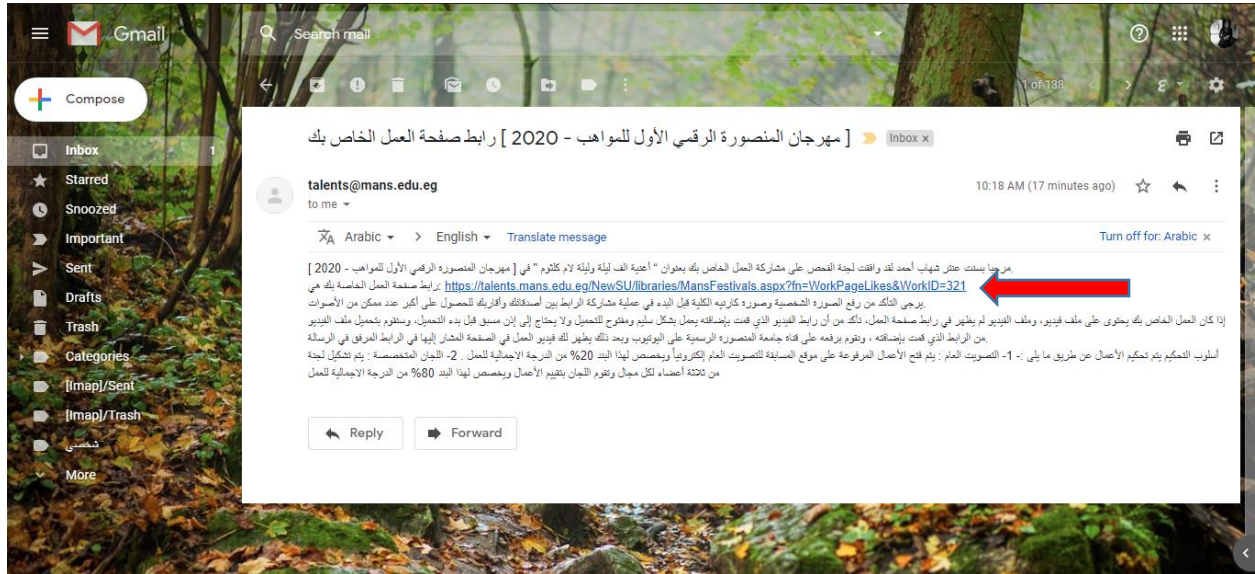 Gmail
Search mail
Compose
1 of 138
Inbox 1
Starred
Snoozed
Important
Sent
Drafts
Trash
Categories
[Imap]/Sent
[Imap]/Trash
شخصى
More
[ مهرجان المنصورة الرقمي الأول للمواهب - 2020 ] رابط صفحة العمل الخاص بك
Inbox x
talents@mans.edu.eg
10:18 AM (17 minutes ago)
to me
Arabic > English Translate message
Turn off for: Arabic x
.مرحبا بسنت عنتر شهاب أحمد لقد وافقت لجنة الفحص على مشاركة العمل الخاص بك بعنوان " أغنية الف ليلة وليلة لام كلثوم " في [ مهرجان المنصورة الرقمي الأول للمواهب - 2020 ]
رابط صفحة العمل الخاصة بك هي: https://talents.mans.edu.eg/NewSU/libraries/MansFestivals.aspx?fn=WorkPageLikes&WorkID=321
.يرجى التأكد من رفع الصورة الشخصية وصورة كارنيه الكلية قبل البدء في عملية مشاركة الرابط بين أصدقائك وأقاربك للحصول على أكبر عدد ممكن من الأصوات
إذا كان العمل الخاص بك يحتوى على ملف فيديو، وملف الفيديو لم يظهر في رابط صفحة العمل، تأكد من أن رابط الفيديو الذي قمت بإضافته يعمل بشكل سليم ومفتوح للتحميل ولا يحتاج إلى إذن مسبق قبل بدء التحميل، وسنقوم بتحميل ملف الفيديو
.من الرابط الذي قمت بإضافته ، ونقوم برفعه على قناه جامعة المنصورة الرسمية على اليوتيوب وبعد ذلك يظهر لك فيديو العمل في الصفحة المشار إليها في الرابط المرفق في الرسالة
أسلوب التحكيم يتم تحكيم الأعمال عن طريق ما يلى :- 1- التصويت العام : يتم فتح الأعمال المرفوعة على موقع المسابقة للتصويت العام إلكترونياً ويخصص لهذا البند 20% من الدرجة الاجمالية للعمل . 2- اللجان المتخصصة : يتم تشكيل لجنة
من ثلاثة أعضاء لكل مجال وتقوم اللجان بتقييم الأعمال ويخصص لهذا البند 80% من الدرجة الاجمالية للعمل
Reply
Forward